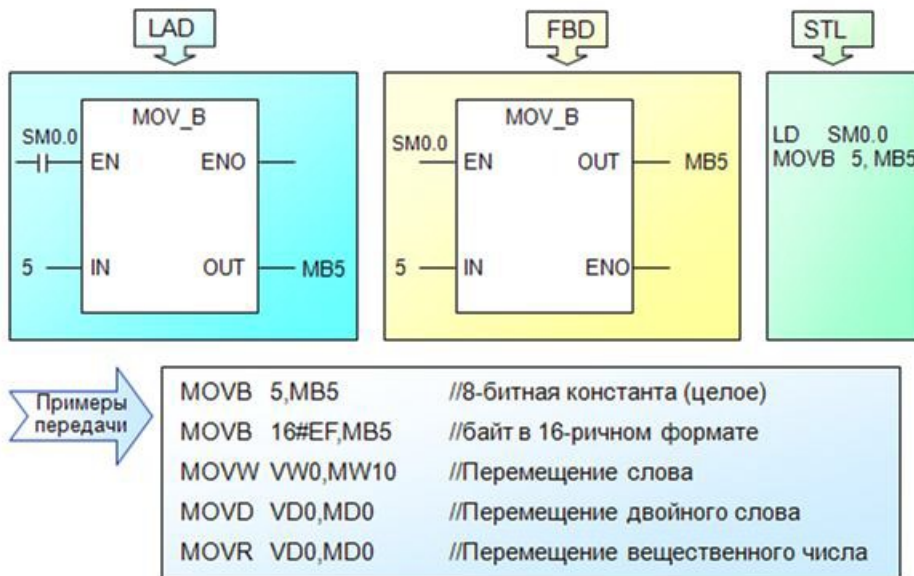 LAD
FBD
STL
MOV_B
SM0.0
EN ENO
5 IN OUT MB5
MOV_B
SM0.0
EN OUT MB5
5 IN ENO
LD SM0.0
MOVB 5, MB5
Примеры
передачи
MOVB 5,MB5 //8-битная константа (целое)
MOVB 16#EF,MB5 //байт в 16-ричном формате
MOVW VW0,MW10 //Перемещение слова
MOVD VD0,MD0 //Перемещение двойного слова
MOVR VD0,MD0 //Перемещение вещественного числа